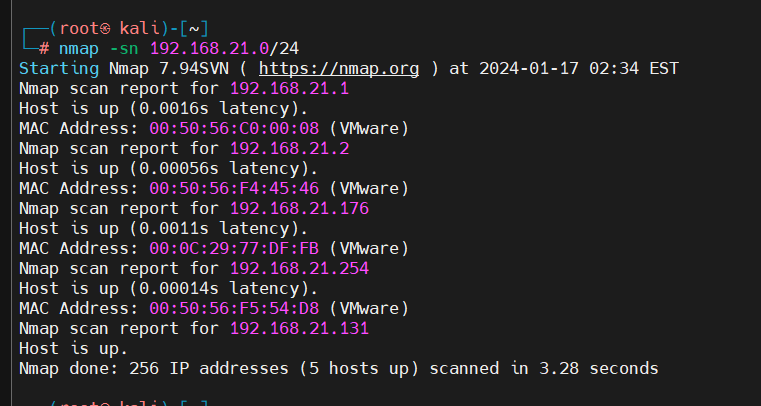 ┌──(root㉿ kali)-[~]
└─# nmap -sn 192.168.21.0/24
Starting Nmap 7.94SVN ( https://nmap.org ) at 2024-01-17 02:34 EST
Nmap scan report for 192.168.21.1
Host is up (0.0016s latency).
MAC Address: 00:50:56:C0:00:08 (VMware)
Nmap scan report for 192.168.21.2
Host is up (0.00056s latency).
MAC Address: 00:50:56:F4:45:46 (VMware)
Nmap scan report for 192.168.21.176
Host is up (0.0011s latency).
MAC Address: 00:0C:29:77:DF:FB (VMware)
Nmap scan report for 192.168.21.254
Host is up (0.00014s latency).
MAC Address: 00:50:56:F5:54:D8 (VMware)
Nmap scan report for 192.168.21.131
Host is up.
Nmap done: 256 IP addresses (5 hosts up) scanned in 3.28 seconds